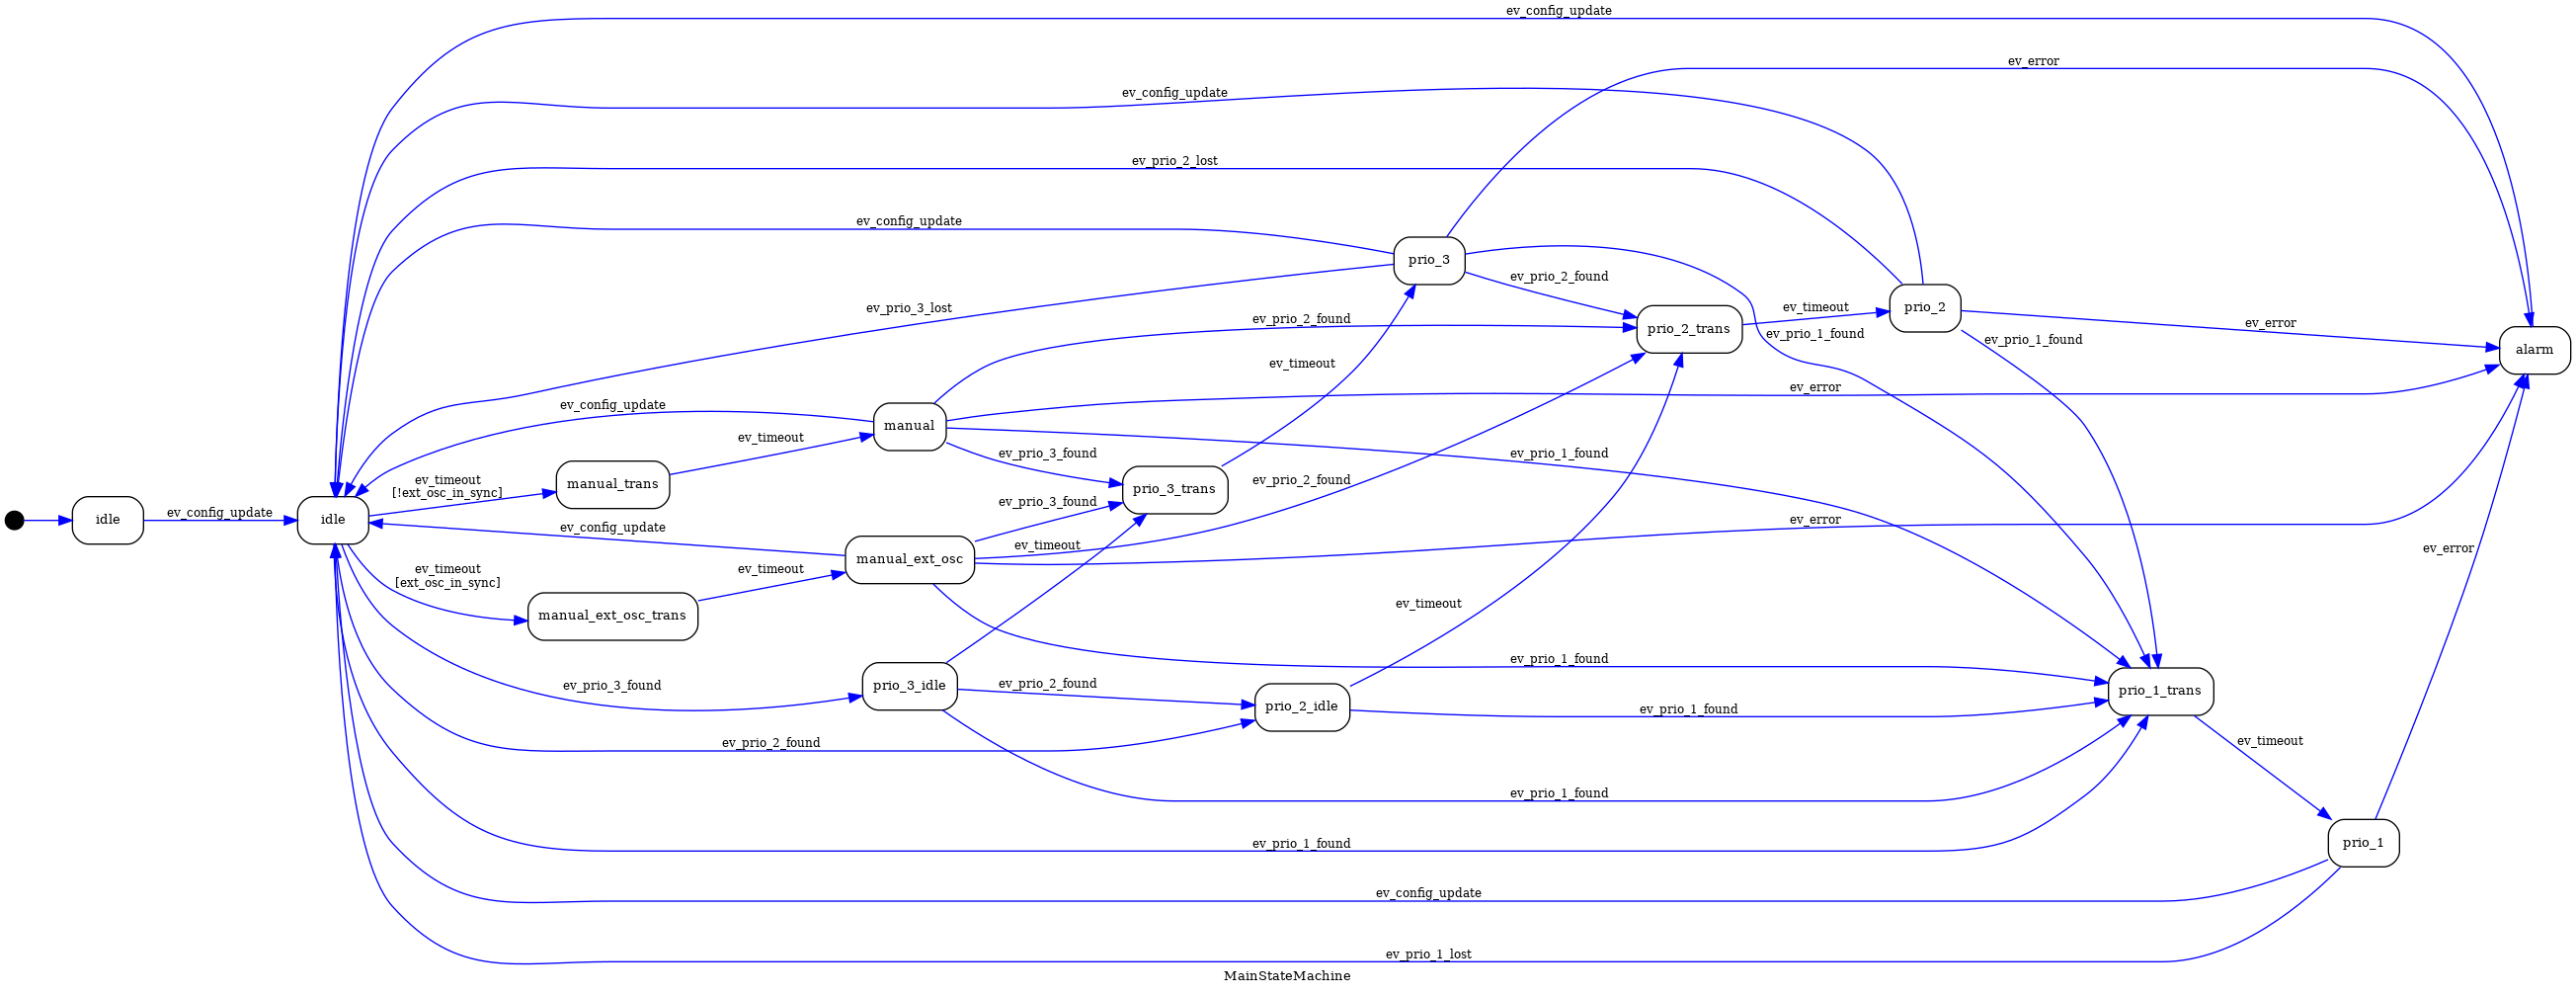 ev_config_update
ev_error
ev_config_update
ev_prio_2_lost
ev_config_update
prio_3
ev_prio_2_found
ev_prio_3_lost
prio_2
ev_timeout
ev_prio_2_found
prio_2_trans
ev_prio_1_found
ev_error
ev_prio_1_found
alarm
ev_timeout
ev_error
ev_config_update
manual
ev_timeout
ev_prio_3_found
ev_prio_1_found
ev_timeout
[!ext_osc_in_sync]
manual_trans
prio_3_trans
ev_prio_2_found
ev_prio_3_found
idle
ev_config_update
idle
ev_config_update
ev_error
ev_timeout
manual_ext_osc
ev_error
ev_timeout
[ext_osc_in_sync]
ev_timeout
manual_ext_osc_trans
ev_timeout
ev_prio_1_found
ev_prio_3_found
prio_3_idle
ev_prio_2_found
prio_2_idle
ev_prio_1_found
prio_1_trans
ev_prio_2_found
ev_timeout
ev_prio_1_found
ev_prio_1_found
prio_1
ev_config_update
ev_prio_1_lost
MainStateMachine